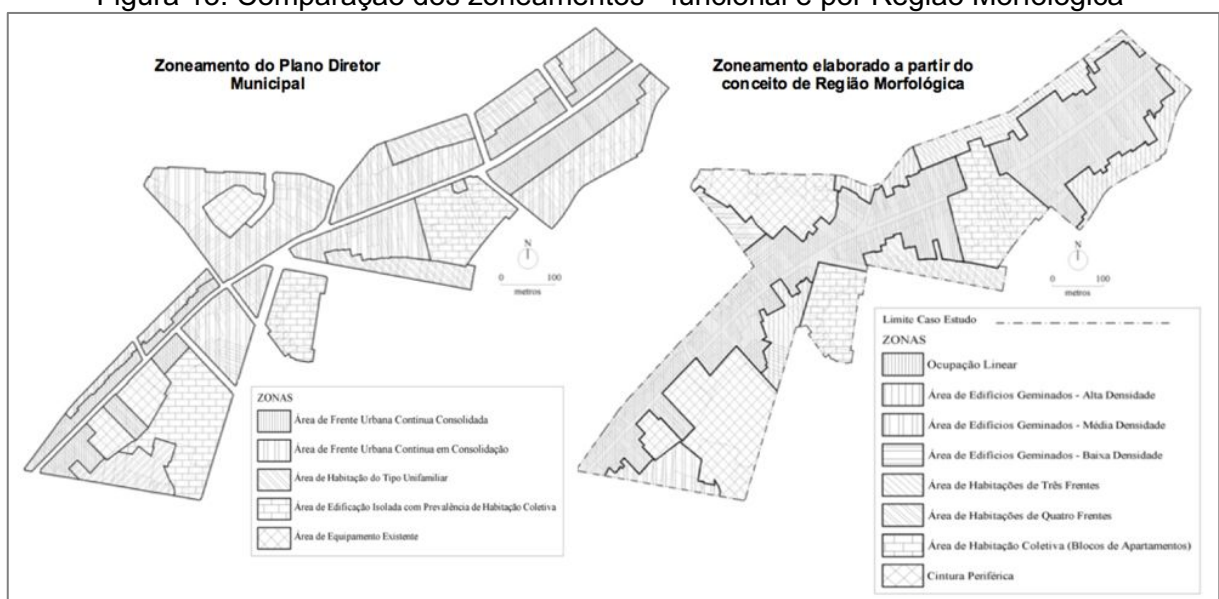 Figura 18. Comparação dos zoneamentos - funcional e por Região Morfológica
Zoneamento do Plano Diretor
Municipal
N
0 100
metros
ZONAS
Área de Frente Urbana Contínua Consolidada
Área de Frente Urbana Contínua em Consolidação
Área de Habitação do Tipo Unifamiliar
Área de Edificação Isolada com Prevalência de Habitação Coletiva
Área de Equipamento Existente
Zoneamento elaborado a partir do
conceito de Região Morfológica
N
0 100
metros
Limite Caso Estudo
ZONAS
Ocupação Linear
Área de Edifícios Geminados - Alta Densidade
Área de Edifícios Geminados - Média Densidade
Área de Edifícios Geminados - Baixa Densidade
Área de Habitações de Três Frentes
Área de Habitações de Quatro Frentes
Área de Habitação Coletiva (Blocos de Apartamentos)
Cintura Periférica